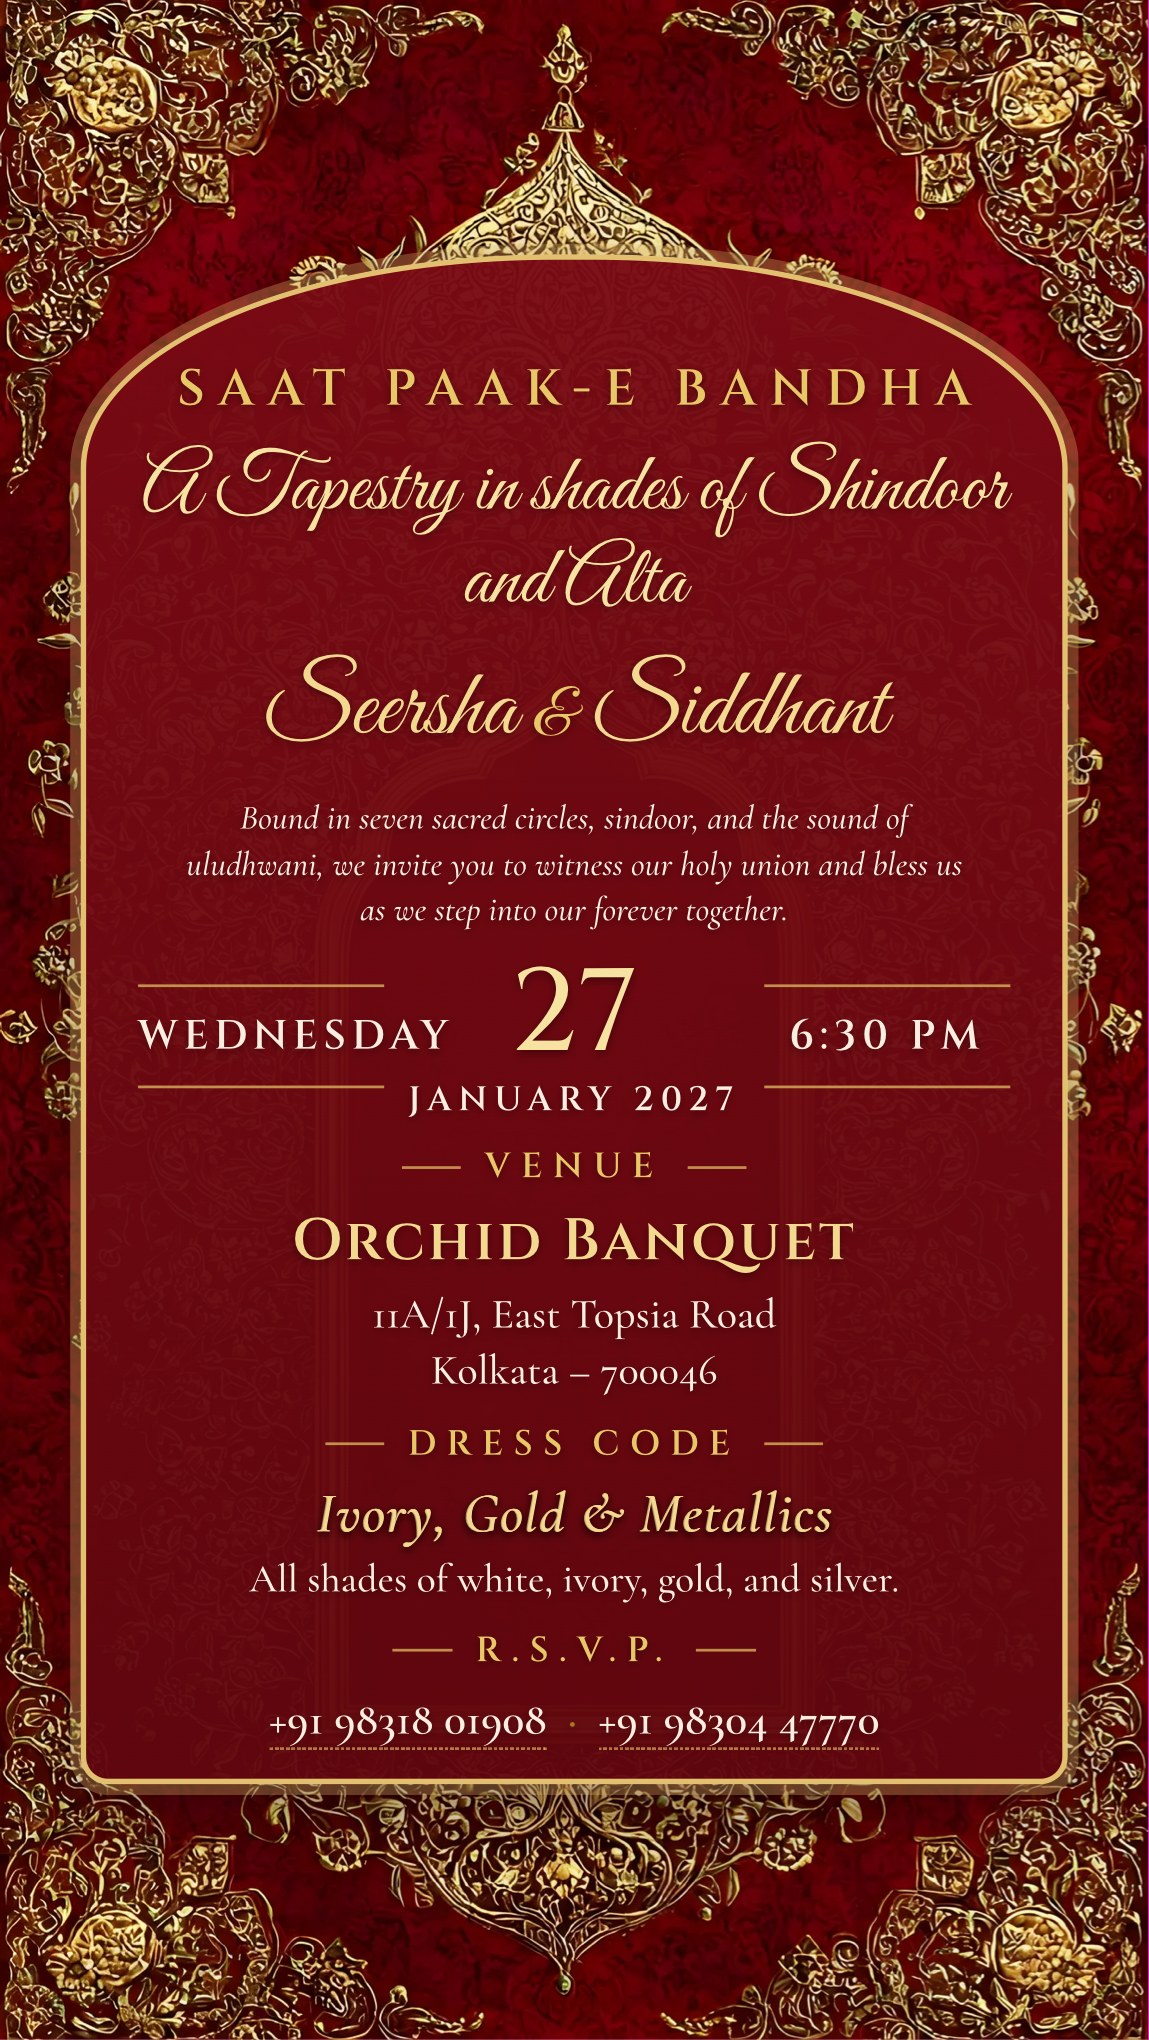 SAAT PAAK-E BANDHA
A Tapestry in shades of Shindoor
and Alta
Seersha & Siddhant
Bound in seven sacred circles, sindoor, and the sound of
uludhwani, we invite you to witness our holy union and bless us
as we step into our forever together.
WEDNESDAY
27
JANUARY 2027
6:30 PM
VENUE
ORCHID BANQUET
11A/1J, East Topsia Road
Kolkata – 700046
DRESS CODE
Ivory, Gold & Metallics
All shades of white, ivory, gold, and silver.
R.S.V.P.
+91 98318 01908 · +91 98304 47770